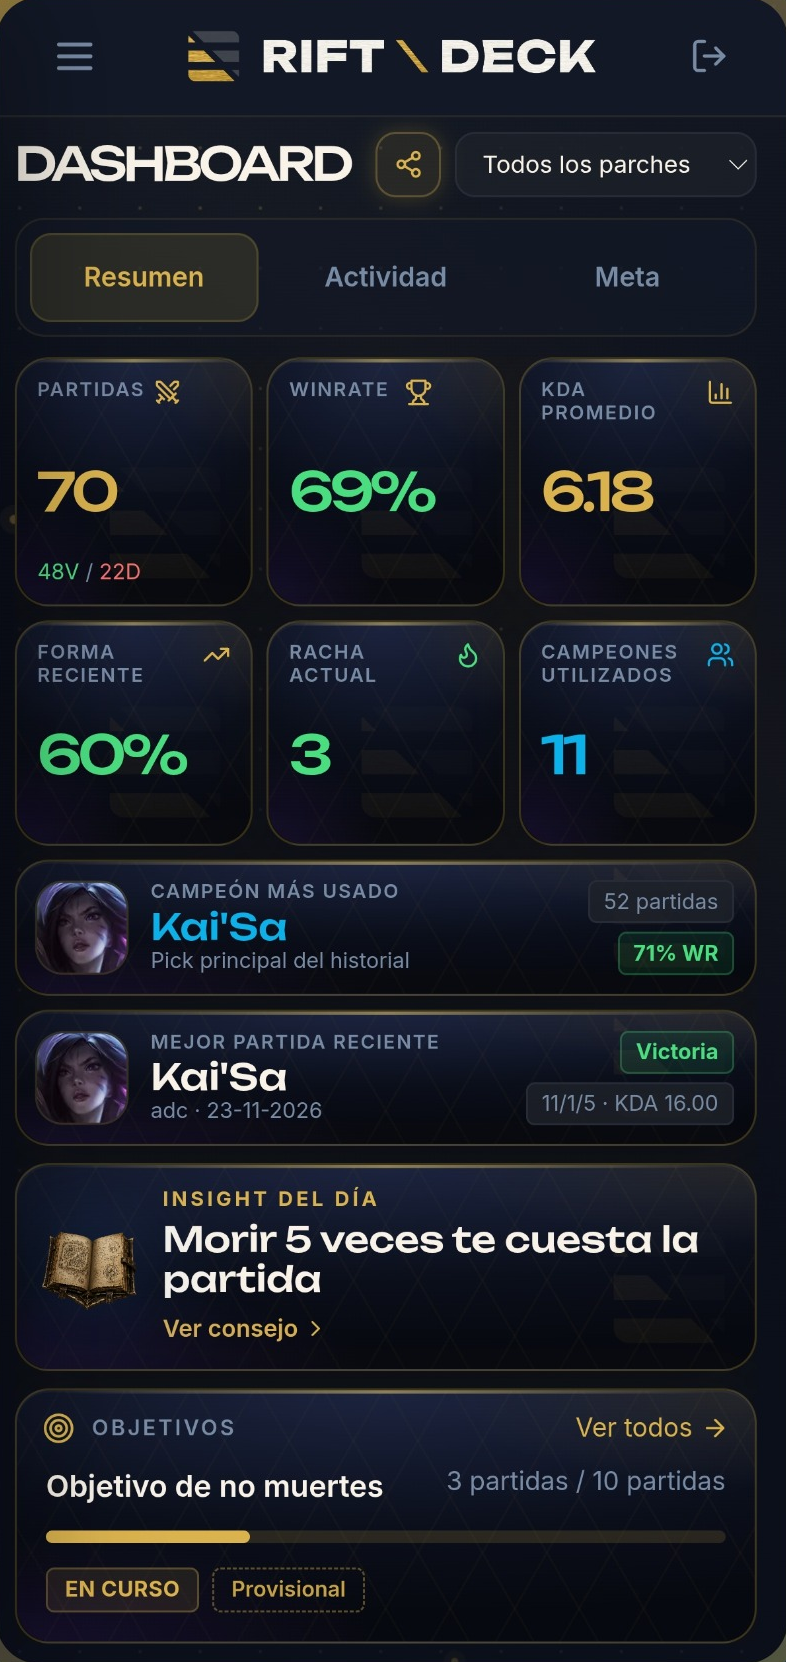 RIFT \ DECK
DASHBOARD
Todos los parches
Resumen
Actividad
Meta
PARTIDAS
70
48V / 22D
WINRATE
69%
KDA
PROMEDIO
6.18
FORMA
RECIENTE
60%
RACHA
ACTUAL
3
CAMPEONES
UTILIZADOS
11
CAMPEÓN MÁS USADO
Kai'Sa
Pick principal del historial
52 partidas
71% WR
MEJOR PARTIDA RECIENTE
Kai'Sa
adc · 23-11-2026
Victoria
11/1/5 · KDA 16.00
INSIGHT DEL DÍA
Morir 5 veces te cuesta la
partida
Ver consejo
OBJETIVOS
Ver todos
Objetivo de no muertes
3 partidas / 10 partidas
EN CURSO
Provisional